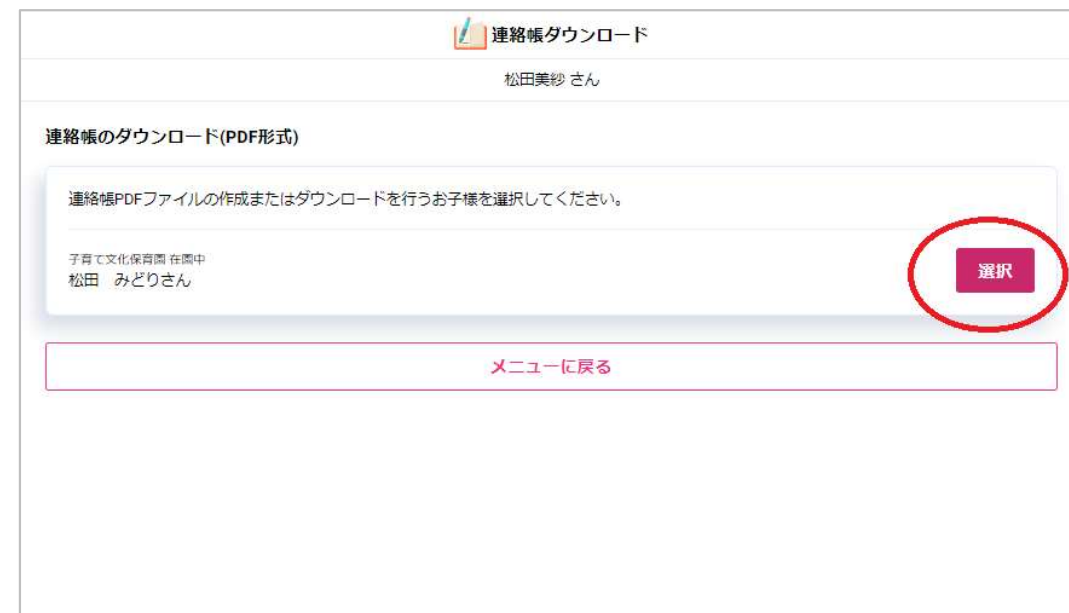 連絡帳ダウンロード
松田美紗 さん
連絡帳のダウンロード(PDF形式)
連絡帳PDFファイルの作成またはダウンロードを行うお子様を選択してください。
子育て文化保育園 在園中
松田　みどりさん
選択
メニューに戻る